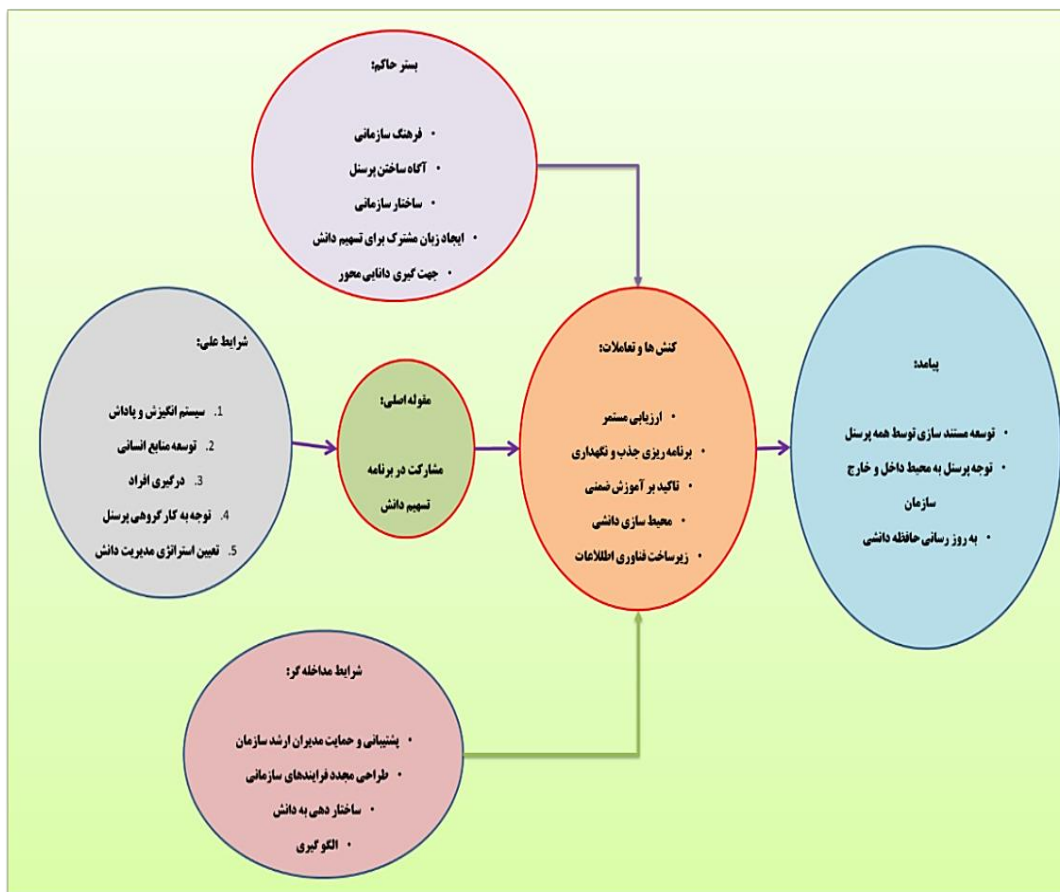 بستر حاکم:
• فرهنگ سازمانی
• آگاه ساختن پرسنل
• ساختار سازمانی
• ایجاد زبان مشترک برای تسهیم دانش
• جهت گیری دانایی محور
شرایط علی:
1. سیستم انگیزش و پاداش
2. توسعه منابع انسانی
3. درگیری افراد
4. توجه به کار گروهی پرسنل
5. تعیین استراتژی مدیریت دانش
مقوله اصلی:
مشارکت در برنامه
تسهیم دانش
کنش ها و تعاملات:
• ارزیابی مستمر
• برنامه ریزی جذب و نگهداری
• تاکید بر آموزش ضمنی
• محیط سازی دانشی
• زیرساخت فناوری اطلاعات
پیامد:
• توسعه مستند سازی توسط همه پرسنل
• توجه پرسنل به محیط داخل و خارج
سازمان
• به روز رسانی حافظه دانشی
شرایط مداخله گر:
• پشتیبانی و حمایت مدیران ارشد سازمان
• طراحی مجدد فرایندهای سازمانی
• ساختار دهی به دانش
• الگو گیری